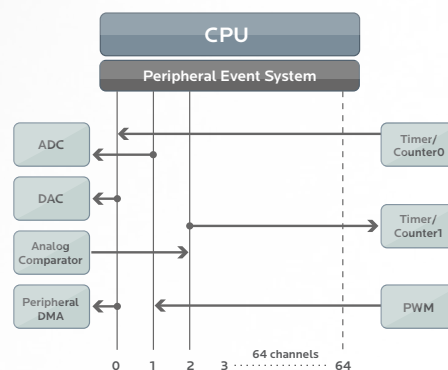 CPU
Peripheral Event System
ADC
Timer/
Counter0
DAC
Timer/
Counter1
Analog
Comparator
Peripheral
DMA
PWM
64 channels
0 1 2 3 ............... 64